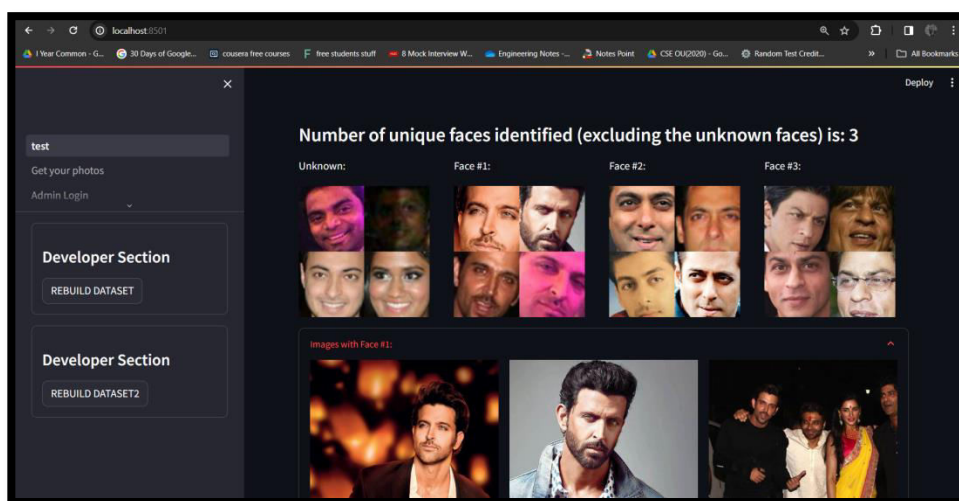 localhost:8501
I Year Common - G... 30 Days of Google... cousera free courses free students stuff 8 Mock Interview W... Engineering Notes -... Notes Point CSE OU(2020) - Go... Random Test Credit... » All Bookmarks
Deploy
test
Get your photos
Admin Login
Developer Section
REBUILD DATASET
Developer Section
REBUILD DATASET2
Number of unique faces identified (excluding the unknown faces) is: 3
Unknown: Face #1: Face #2: Face #3:
Images with Face #1: